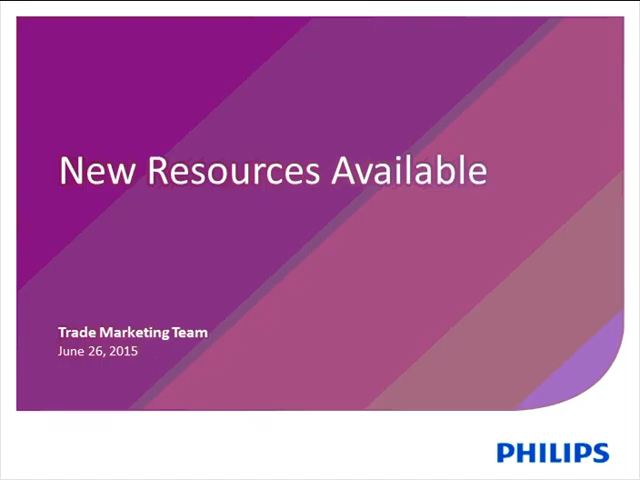 New Resources Available
Trade Marketing Team
June 26, 2015
PHILIPS